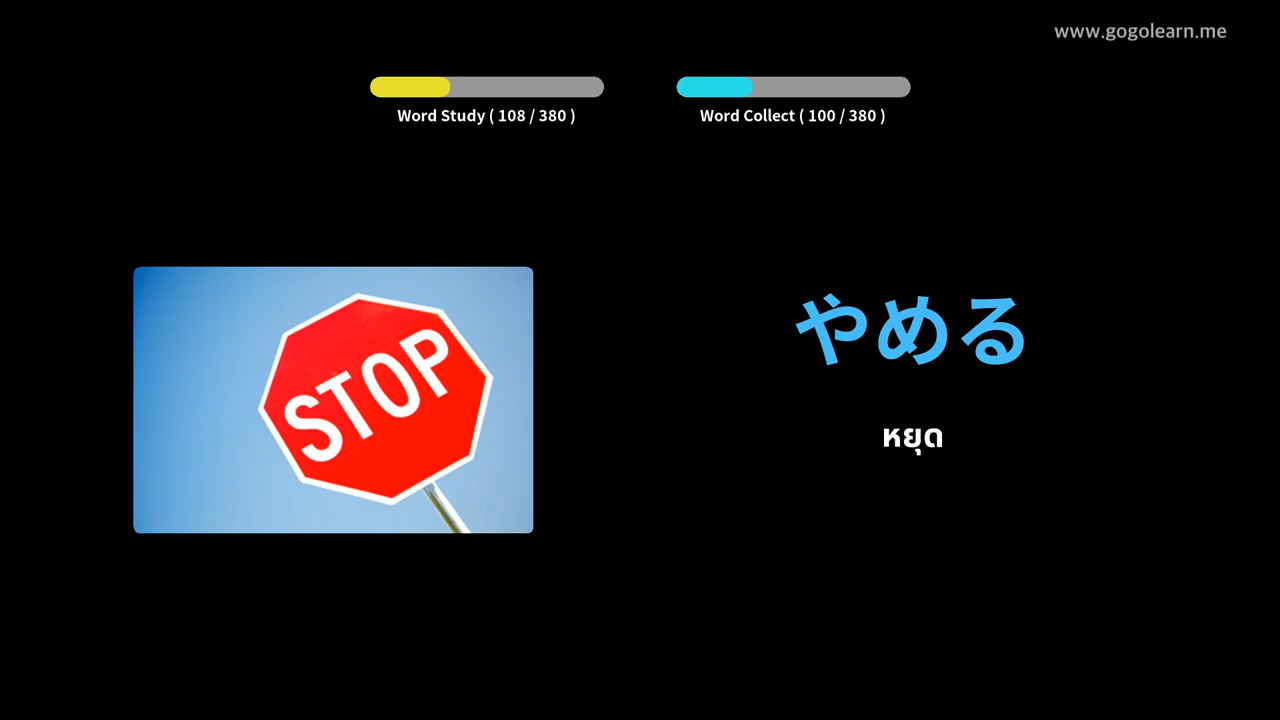 www.gogolearn.me
Word Study ( 108 / 380 )
Word Collect ( 100 / 380 )
STOP
やめる
หยุด